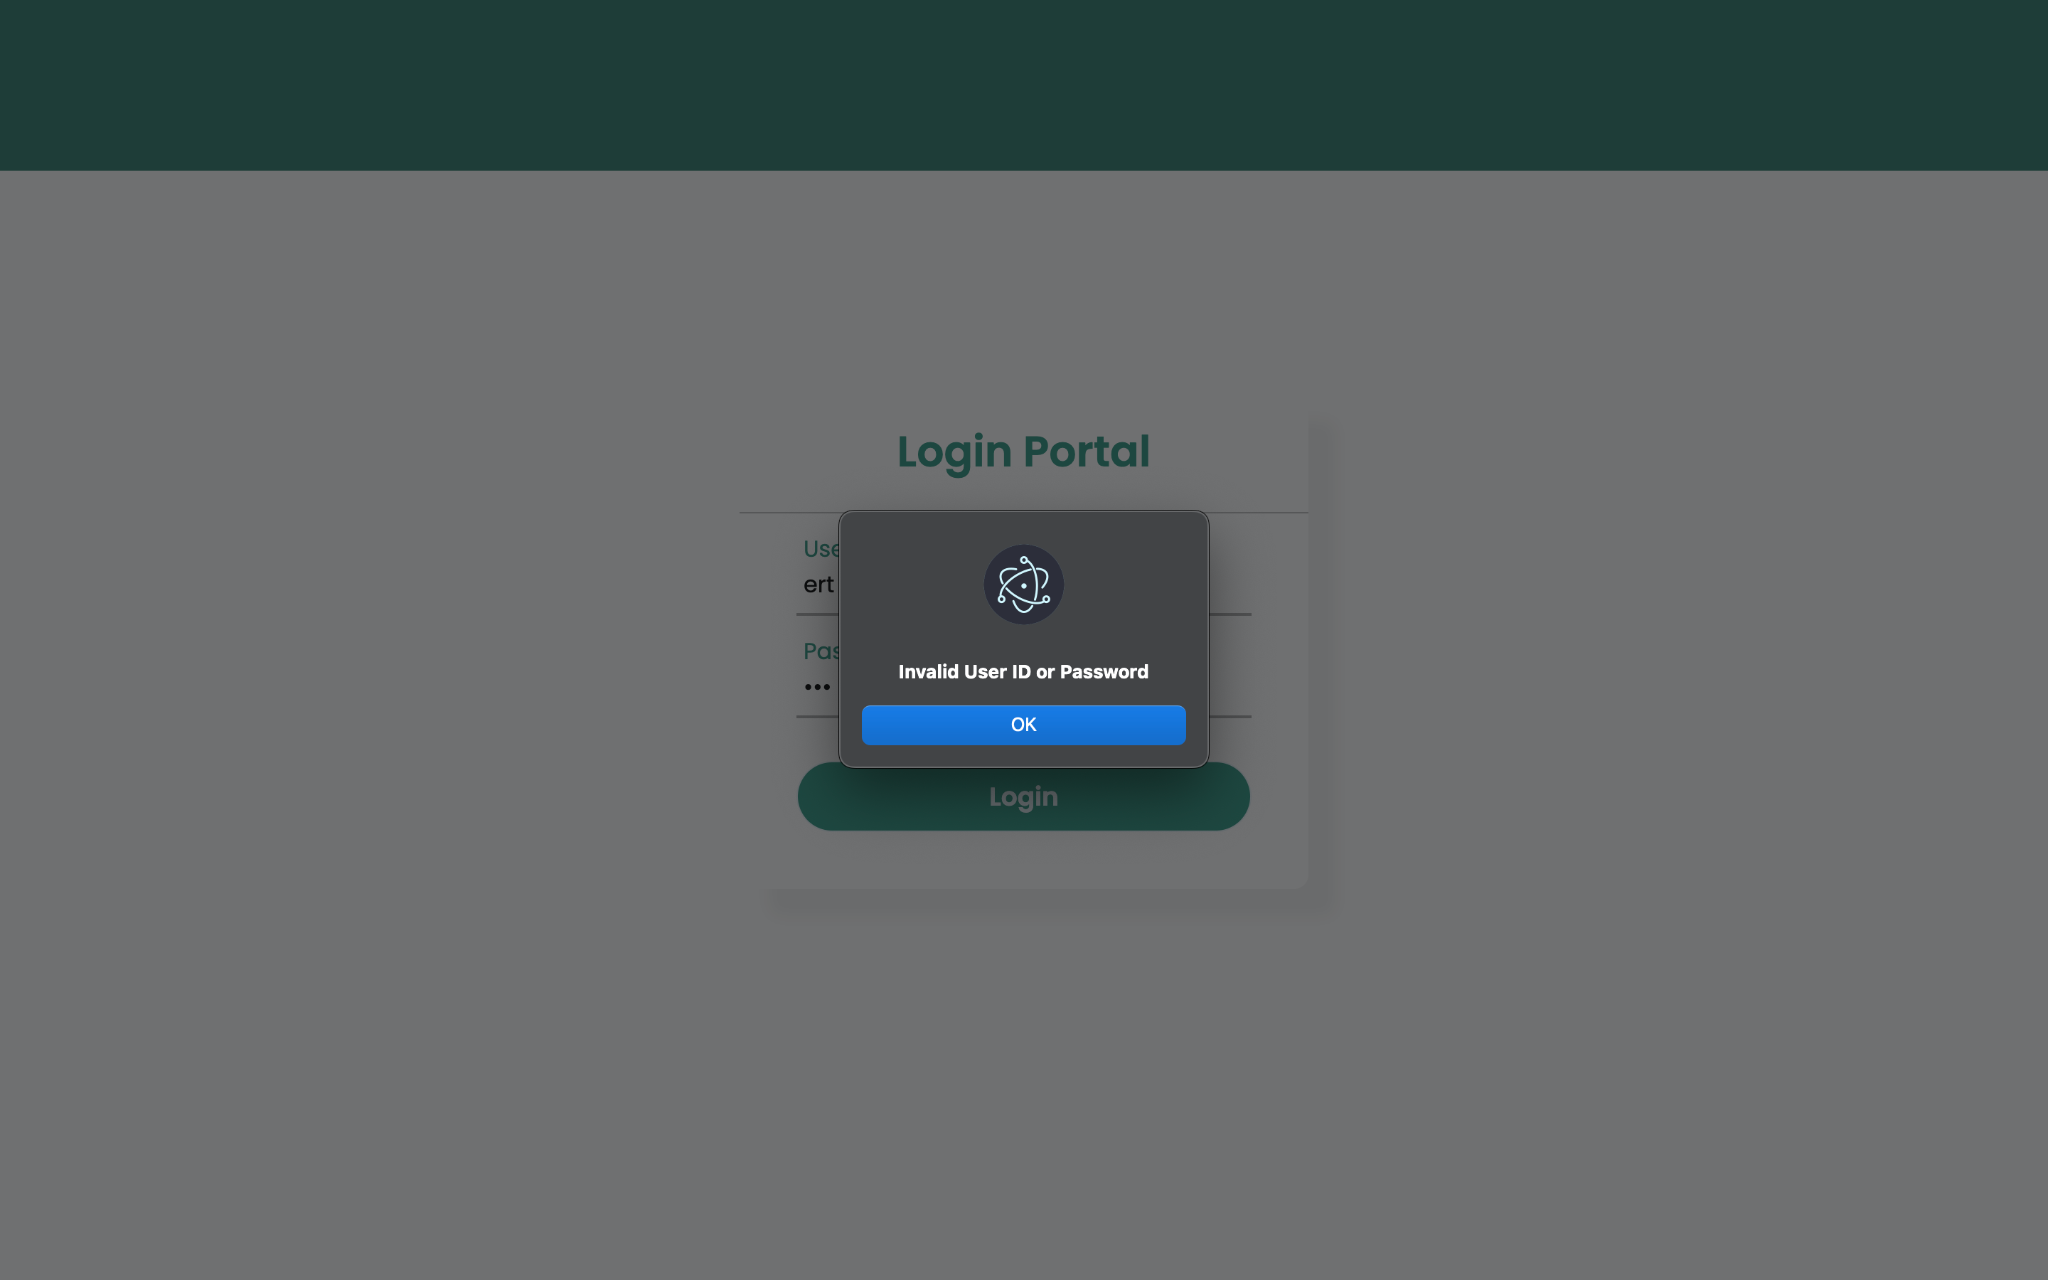 Login Portal
Use
ert
Pas
•••
Invalid User ID or Password
OK
Login